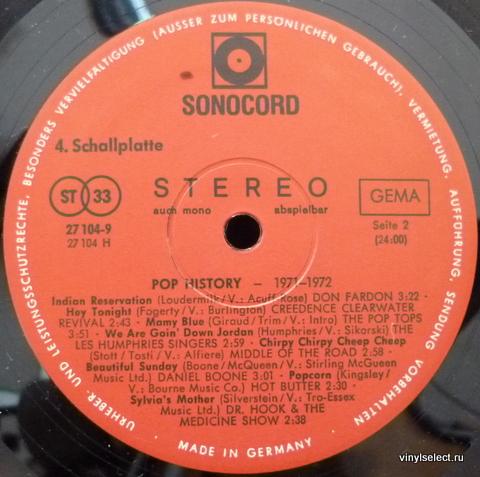 URHEBER UND LEISTUNGSSCHUTZRECHTE, BESONDERS VERVIELFÄLTIGUNG (AUSSER ZUM PERSÖNLICHEN GEBRAUCH), VERMIETUNG, AUFFÜHRUNG, SENDUNG VORBEHALTEN
SONOCORD
4. Schallplatte
ST 33
STEREO
GEMA
auch mono abspielbar
27 104-9
Seite 2
27 104 H
(24:00)
POP HISTORY – 1971–1972
Indian Reservation (Loudermilk/V.: Acuff-Rose) DON FARDON 3:22 ·
Hey Tonight (Fogerty/V.: Burlington) CREEDENCE CLEARWATER
REVIVAL 2:43 · Mamy Blue (Giraud/Trim/V.: Intro) THE POP TOPS
3:51 · We Are Goin' Down Jordan (Humphries/V.: Sikorski) THE
LES HUMPHRIES SINGERS 2:59 · Chirpy Chirpy Cheep Cheep
(Stott/Tosti/V.: Alfiere) MIDDLE OF THE ROAD 2:58 ·
Beautiful Sunday (Boone/McQueen/V.: Stirling McGueen
Music Ltd.) DANIEL BOONE 3:01 · Popcorn (Kingsley/
V.: Bourne Music Co.) HOT BUTTER 2:30 ·
Sylvia's Mother (Silverstein/V.: Tro-Essex
Music Ltd.) DR. HOOK & THE
MEDICINE SHOW 2:38
MADE IN GERMANY
vinylselect.ru